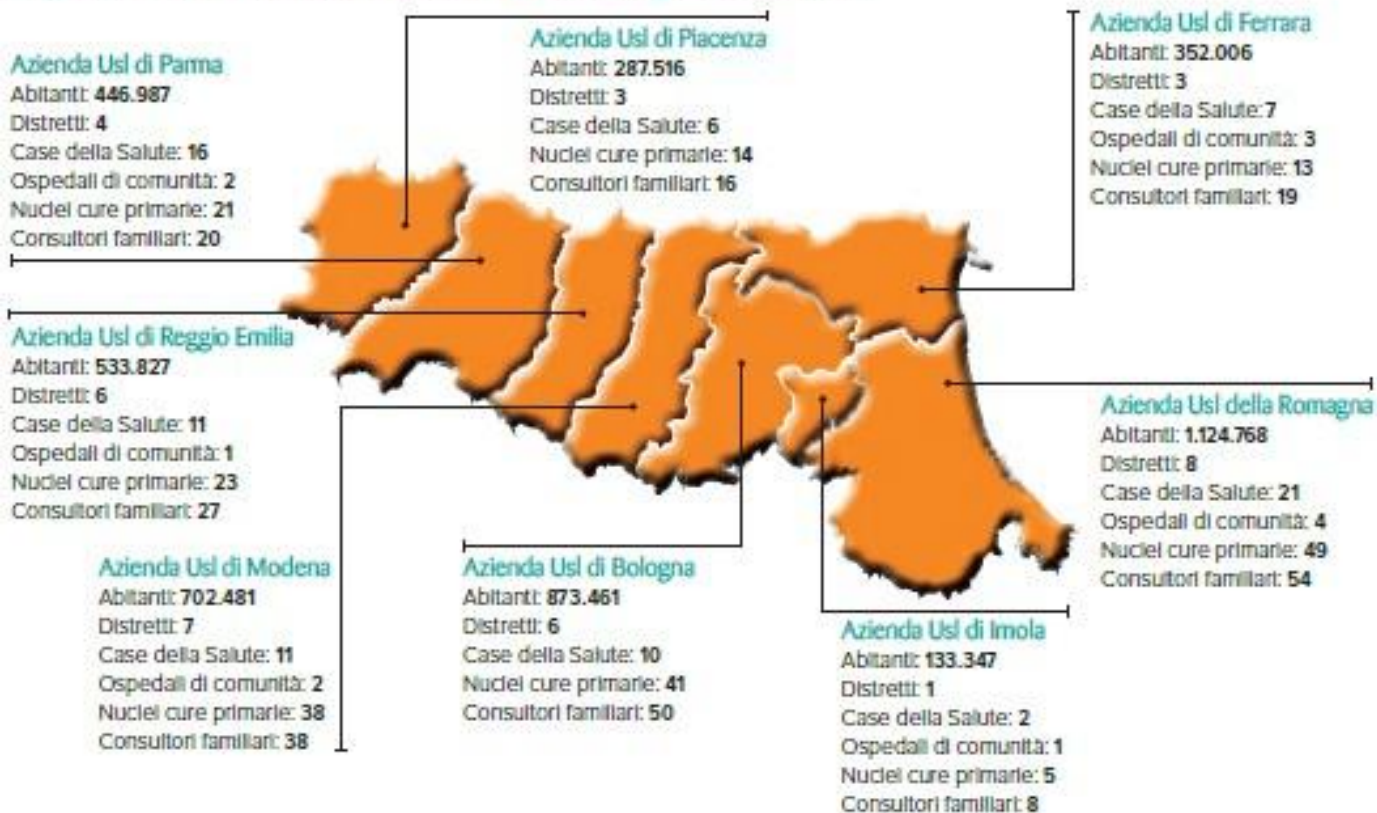 Azienda Usl di Parma
Abitanti: 446.987
Distretti: 4
Case della Salute: 16
Ospedali di comunità: 2
Nuclei cure primarie: 21
Consultori familiari: 20
Azienda Usl di Piacenza
Abitanti: 287.516
Distretti: 3
Case della Salute: 6
Nuclei cure primarie: 14
Consultori familiari: 16
Azienda Usl di Ferrara
Abitanti: 352.006
Distretti: 3
Case della Salute: 7
Ospedali di comunità: 3
Nuclei cure primarie: 13
Consultori familiari: 19
Azienda Usl di Reggio Emilia
Abitanti: 533.827
Distretti: 6
Case della Salute: 11
Ospedali di comunità: 1
Nuclei cure primarie: 23
Consultori familiari: 27
Azienda Usl della Romagna
Abitanti: 1.124.768
Distretti: 8
Case della Salute: 21
Ospedali di comunità: 4
Nuclei cure primarie: 49
Consultori familiari: 54
Azienda Usl di Modena
Abitanti: 702.481
Distretti: 7
Case della Salute: 11
Ospedali di comunità: 2
Nuclei cure primarie: 38
Consultori familiari: 38
Azienda Usl di Bologna
Abitanti: 873.461
Distretti: 6
Case della Salute: 10
Nuclei cure primarie: 41
Consultori familiari: 50
Azienda Usl di Imola
Abitanti: 133.347
Distretti: 1
Case della Salute: 2
Ospedali di comunità: 1
Nuclei cure primarie: 5
Consultori familiari: 8